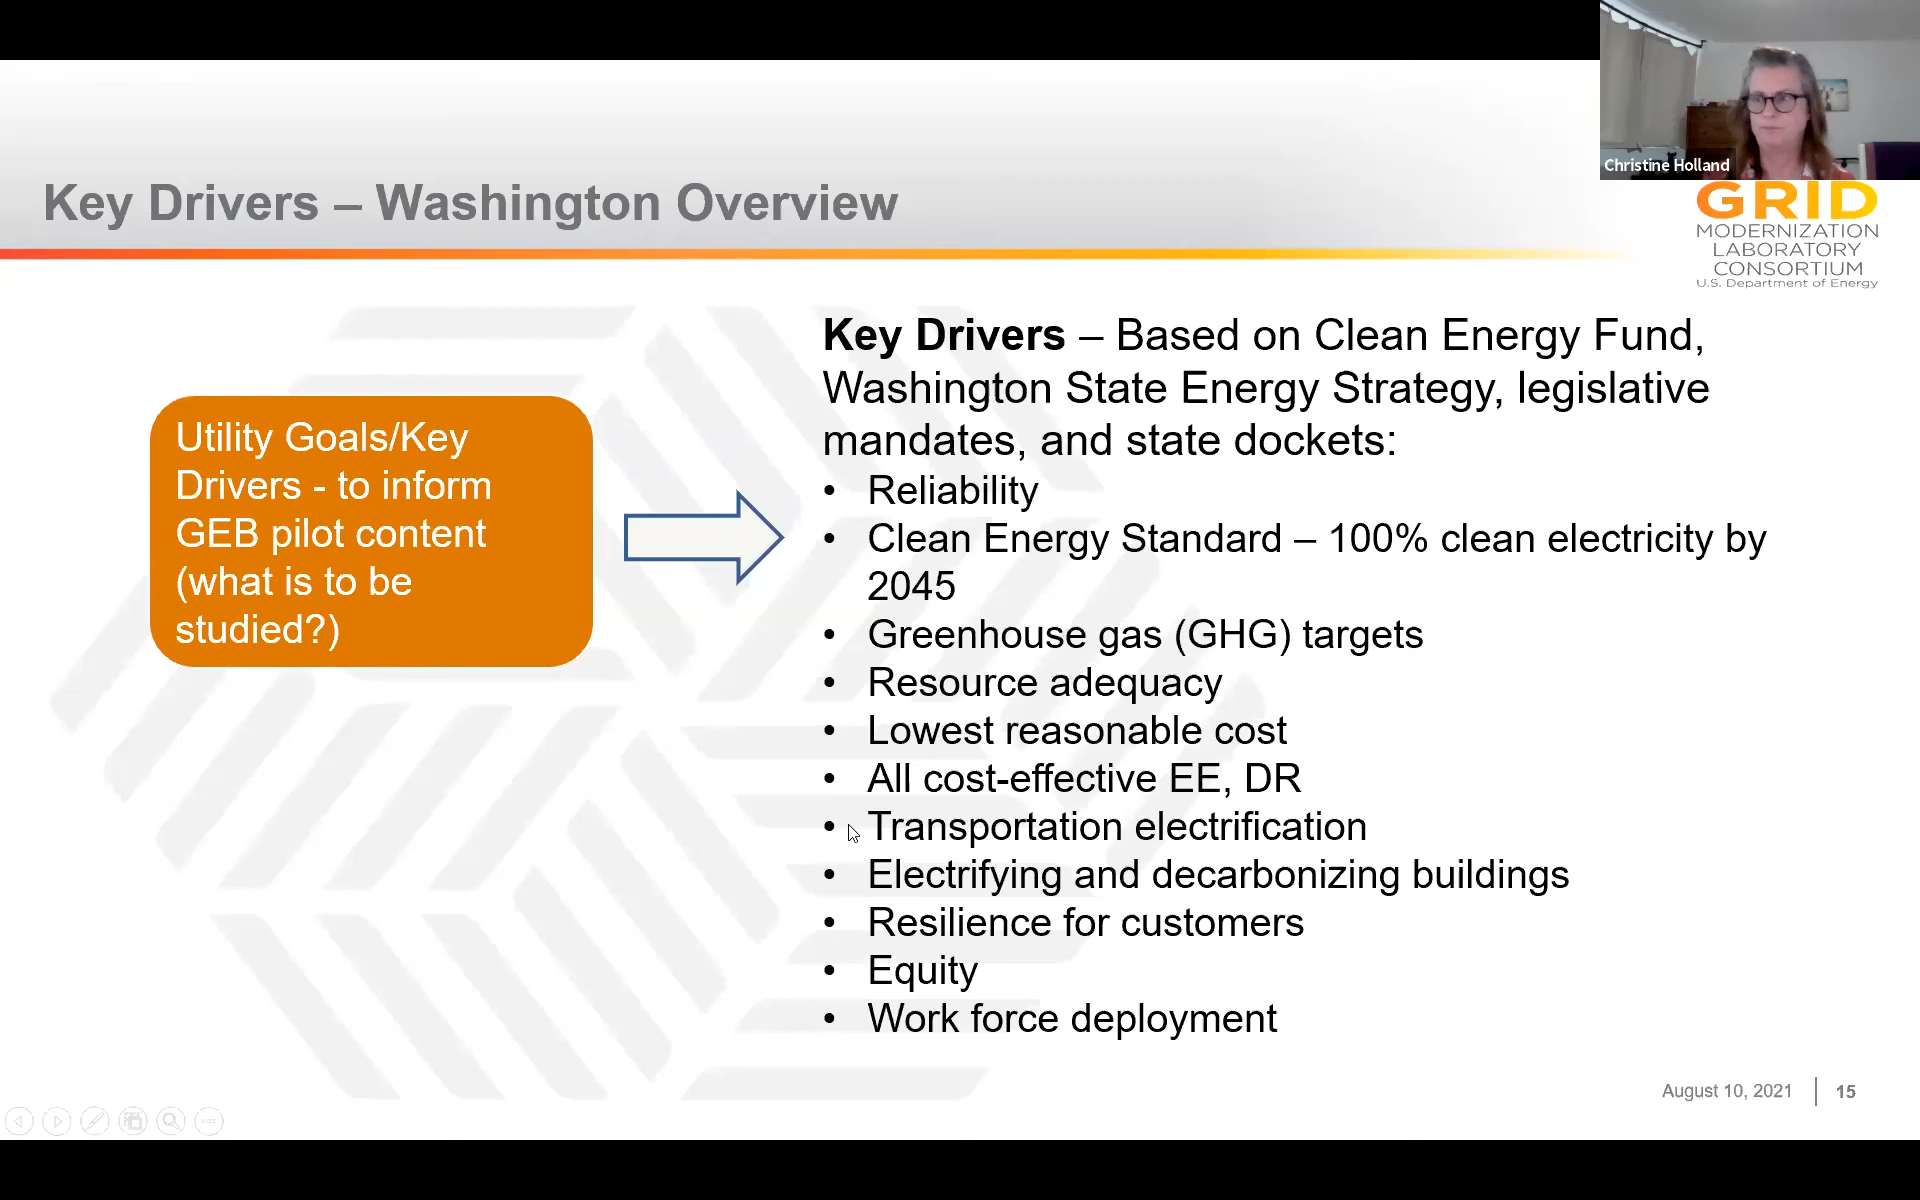 Christine Holland
Key Drivers – Washington Overview
GRID
MODERNIZATION
LABORATORY
CONSORTIUM
U.S. Department of Energy
Utility Goals/Key
Drivers - to inform
GEB pilot content
(what is to be
studied?)
Key Drivers – Based on Clean Energy Fund,
Washington State Energy Strategy, legislative
mandates, and state dockets:
• Reliability
• Clean Energy Standard – 100% clean electricity by
2045
• Greenhouse gas (GHG) targets
• Resource adequacy
• Lowest reasonable cost
• All cost-effective EE, DR
• Transportation electrification
• Electrifying and decarbonizing buildings
• Resilience for customers
• Equity
• Work force deployment
August 10, 2021 | 15